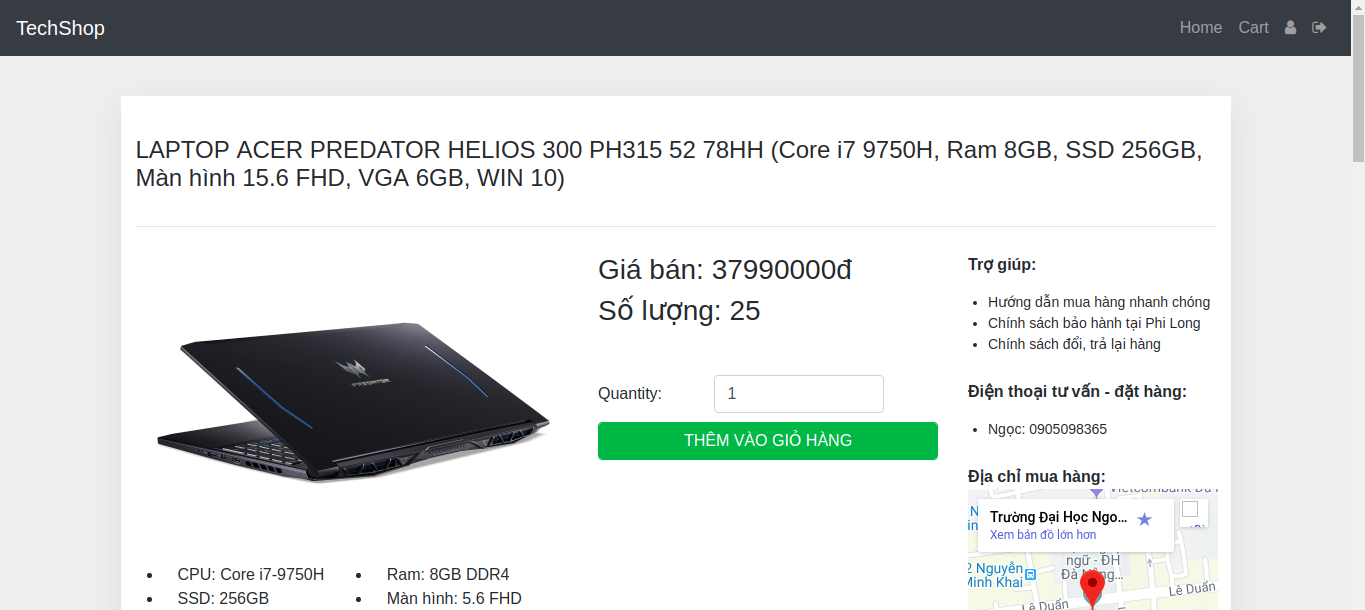 TechShop
Home Cart
LAPTOP ACER PREDATOR HELIOS 300 PH315 52 78HH (Core i7 9750H, Ram 8GB, SSD 256GB,
Màn hình 15.6 FHD, VGA 6GB, WIN 10)
PREDATOR
CPU: Core i7-9750H
SSD: 256GB
Ram: 8GB DDR4
Màn hình: 5.6 FHD
Giá bán: 37990000đ
Số lượng: 25
Quantity: 1
THÊM VÀO GIỎ HÀNG
Trợ giúp:
Hướng dẫn mua hàng nhanh chóng
Chính sách bảo hành tại Phi Long
Chính sách đổi, trả lại hàng
Điện thoại tư vấn - đặt hàng:
Ngọc: 0905098365
Địa chỉ mua hàng:
Vietcombank
Trường Đại Học Ngo...
Xem bản đồ lớn hơn
ngữ - ĐH
2 Nguyễn
Minh Khai
Lê Duẩn
Lê Duẩn